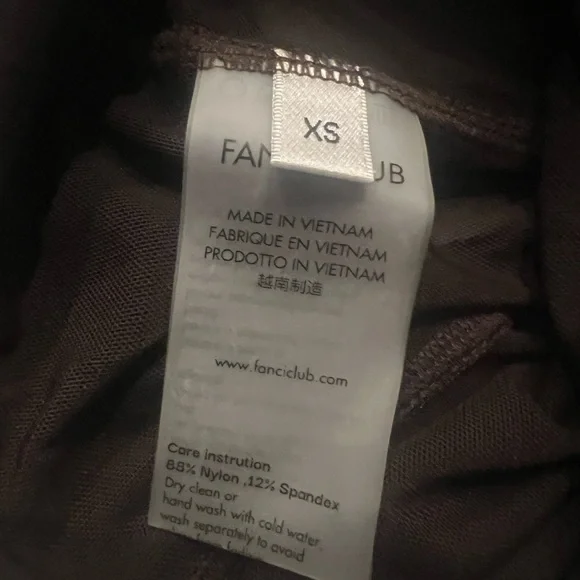 XS
FAN UB
MADE IN VIETNAM
FABRIQUE EN VIETNAM
PRODOTTO IN VIETNAM
越南制造
www.fanciclub.com
Care instrution
88% Nylon ,12% Spandex
Dry clean or
hand wash with cold water.
wash separately to avoid